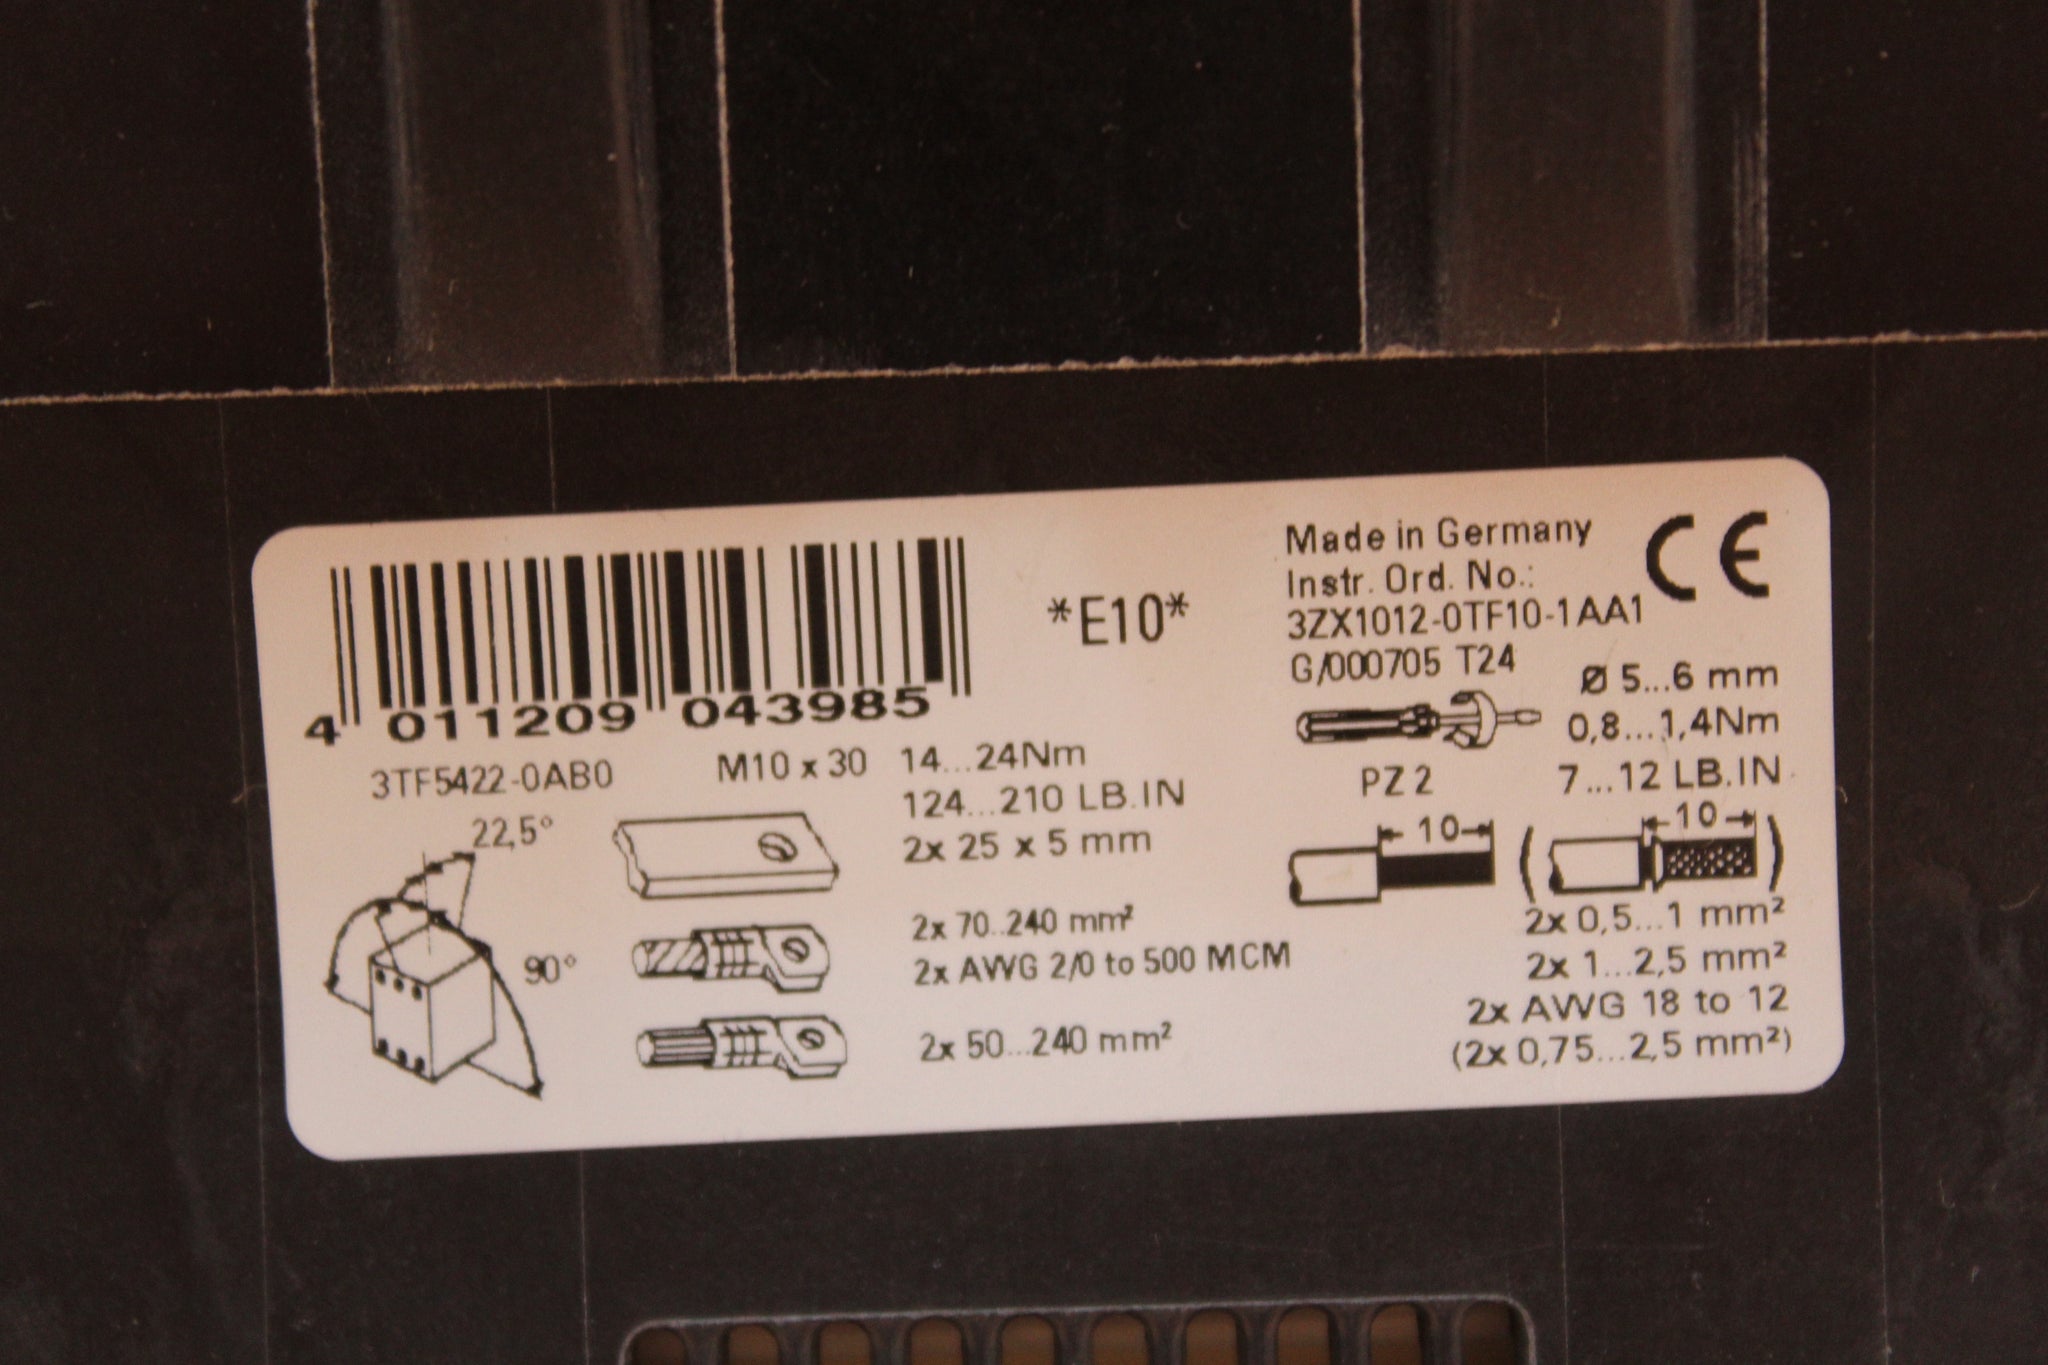 4 011209 043985
*E10*
Made in Germany
CE
Instr. Ord. No.:
3ZX1012-0TF10-1AA1
G/000705 T24
3TF5422-0AB0
M10 x 30
14...24Nm
124...210 LB.IN
2x 25 x 5 mm
22,5°
90°
2x 70..240 mm²
2x AWG 2/0 to 500 MCM
2x 50...240 mm²
Ø 5...6 mm
0,8...1,4Nm
PZ 2
7...12 LB.IN
10
( 10 )
2x 0,5...1 mm²
2x 1...2,5 mm²
2x AWG 18 to 12
(2x 0,75...2,5 mm²)